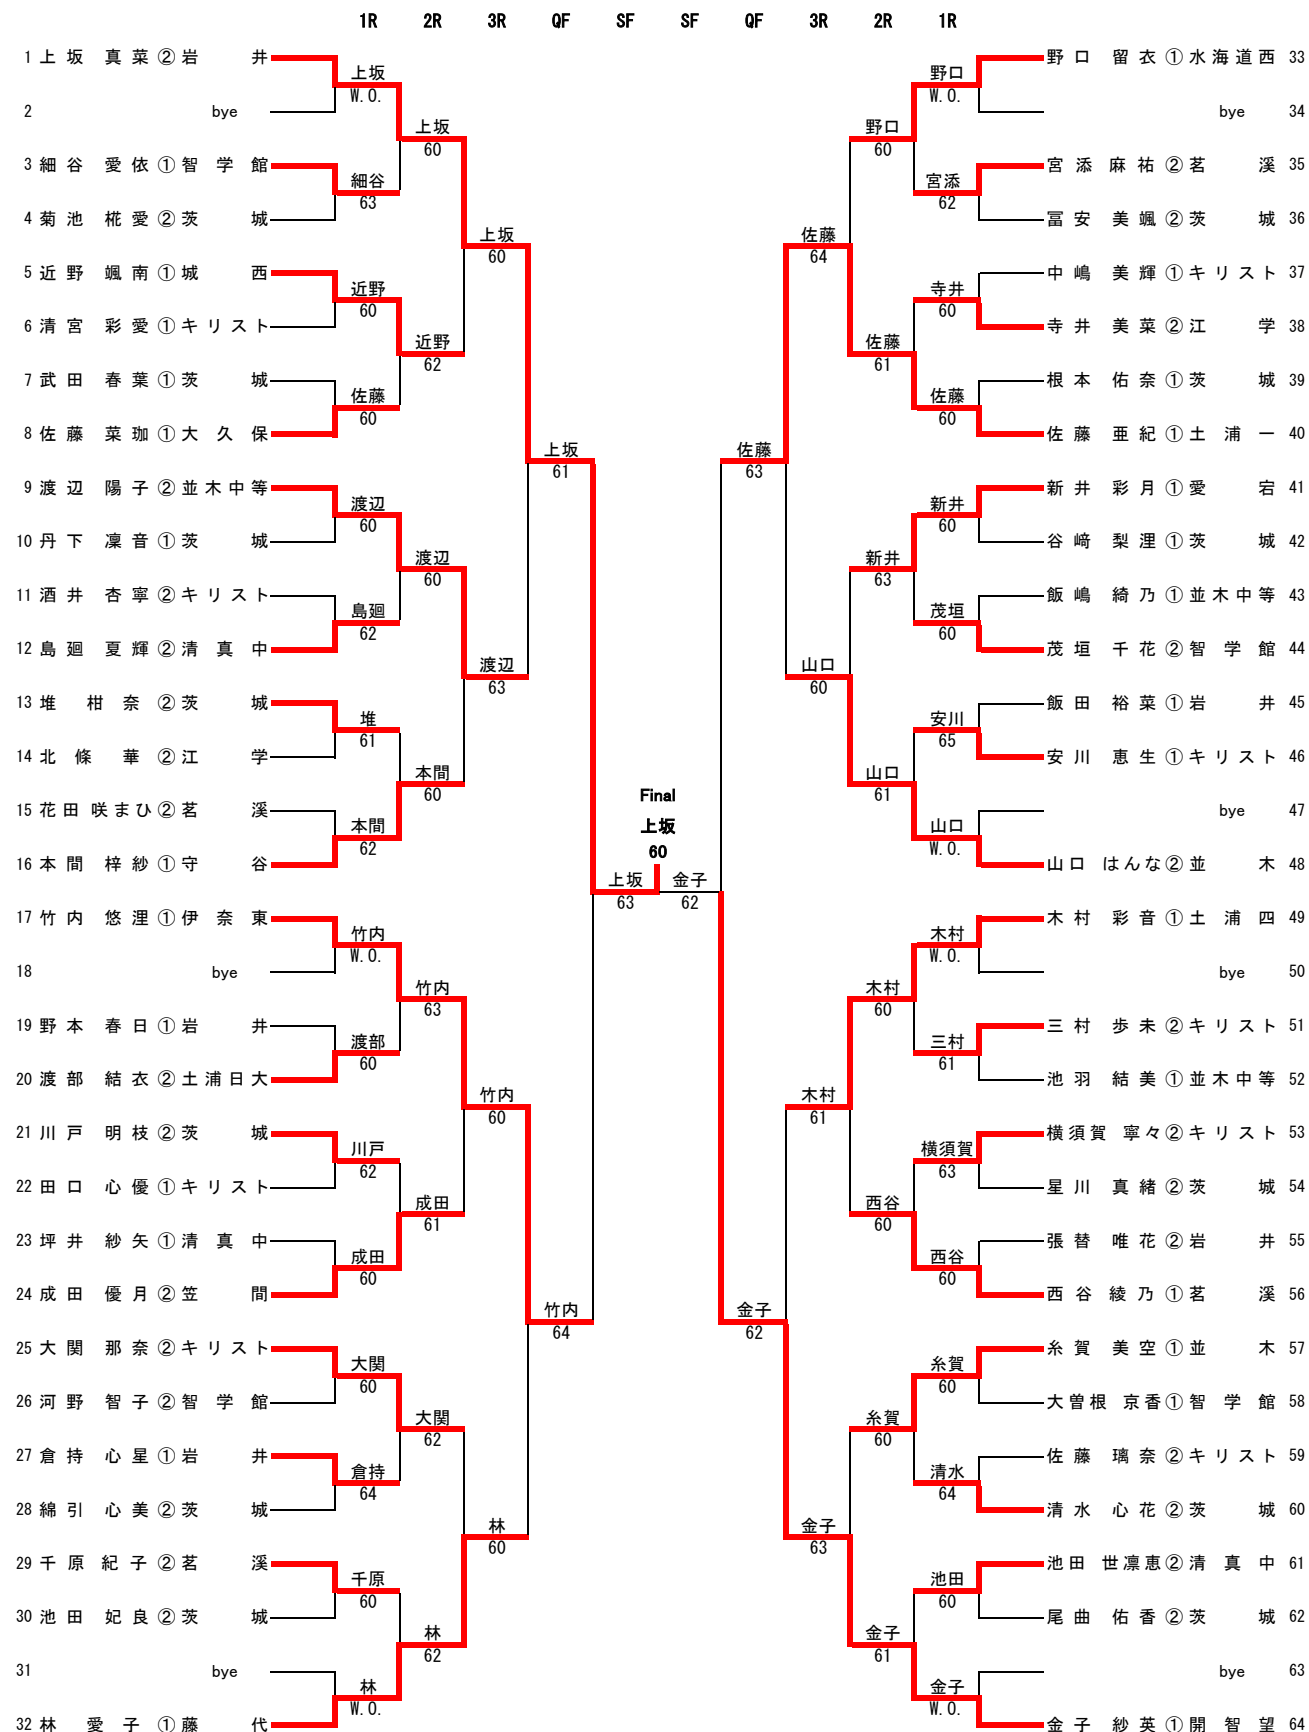 1R 2R 3R QF SF SF QF 3R 2R 1R
1 上坂 真菜 ② 岩井
2 bye
3 細谷 愛依 ① 智学館
4 菊池 椛愛 ② 茨城
5 近野 颯南 ① 城西
6 清宮 彩愛 ① キリスト
7 武田 春葉 ① 茨城
8 佐藤 菜珈 ① 大久保
9 渡辺 陽子 ② 並木中等
10 丹下 凜音 ① 茨城
11 酒井 杏寧 ② キリスト
12 島廻 夏輝 ② 清真中
13 堆 柑奈 ② 茨城
14 北條 華 ② 江学
15 花田 咲まひ ② 茗溪
16 本間 梓紗 ① 守谷
17 竹内 悠浬 ① 伊奈東
18 bye
19 野本 春日 ① 岩井
20 渡部 結衣 ② 土浦日大
21 川戸 明枝 ② 茨城
22 田口 心優 ① キリスト
23 坪井 紗矢 ① 清真中
24 成田 優月 ② 笠間
25 大関 那奈 ② キリスト
26 河野 智子 ② 智学館
27 倉持 心星 ① 岩井
28 綿引 心美 ② 茨城
29 千原 紀子 ② 茗溪
30 池田 妃良 ② 茨城
31 bye
32 林 愛子 ① 藤代
上坂
W.O.
細谷
63
近野
60
佐藤
60
渡辺
60
島廻
62
堆
61
本間
62
竹内
W.O.
渡部
60
川戸
62
成田
60
大関
60
倉持
64
千原
60
林
W.O.
上坂
60
近野
62
渡辺
60
本間
60
竹内
63
成田
61
大関
62
林
62
上坂
60
渡辺
63
竹内
60
林
60
上坂
61
竹内
64
上坂
63
Final
上坂
60
金子
62
佐藤
63
金子
62
佐藤
64
山口
60
木村
61
金子
63
野口
60
佐藤
61
新井
63
山口
61
木村
60
西谷
60
糸賀
60
金子
61
野口
W.O.
宮添
62
寺井
60
佐藤
60
新井
60
茂垣
60
安川
65
山口
W.O.
木村
W.O.
三村
61
横須賀
63
西谷
60
糸賀
60
清水
64
池田
60
金子
W.O.
野口 留衣 ① 水海道西 33
bye 34
宮添 麻祐 ② 茗溪 35
冨安 美颯 ② 茨城 36
中嶋 美輝 ① キリスト 37
寺井 美菜 ② 江学 38
根本 佑奈 ① 茨城 39
佐藤 亜紀 ① 土浦一 40
新井 彩月 ① 愛宕 41
谷﨑 梨浬 ① 茨城 42
飯嶋 綺乃 ① 並木中等 43
茂垣 千花 ② 智学館 44
飯田 裕菜 ① 岩井 45
安川 恵生 ① キリスト 46
bye 47
山口 はんな ② 並木 48
木村 彩音 ① 土浦四 49
bye 50
三村 歩未 ② キリスト 51
池羽 結美 ① 並木中等 52
横須賀 寧々 ② キリスト 53
星川 真緒 ② 茨城 54
張替 唯花 ② 岩井 55
西谷 綾乃 ① 茗溪 56
糸賀 美空 ① 並木 57
大曽根 京香 ① 智学館 58
佐藤 璃奈 ② キリスト 59
清水 心花 ② 茨城 60
池田 世凛恵 ② 清真中 61
尾曲 佑香 ② 茨城 62
bye 63
金子 紗英 ① 開智望 64